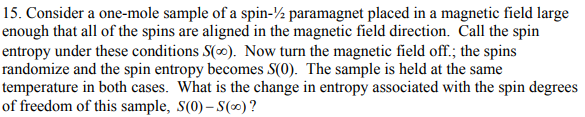 15. Consider a one-mole sample of a spin-½ paramagnet placed in a magnetic field large
enough that all of the spins are aligned in the magnetic field direction. Call the spin
entropy under these conditions S(∞). Now turn the magnetic field off.; the spins
randomize and the spin entropy becomes S(0). The sample is held at the same
temperature in both cases. What is the change in entropy associated with the spin degrees
of freedom of this sample, S(0) – S(∞) ?